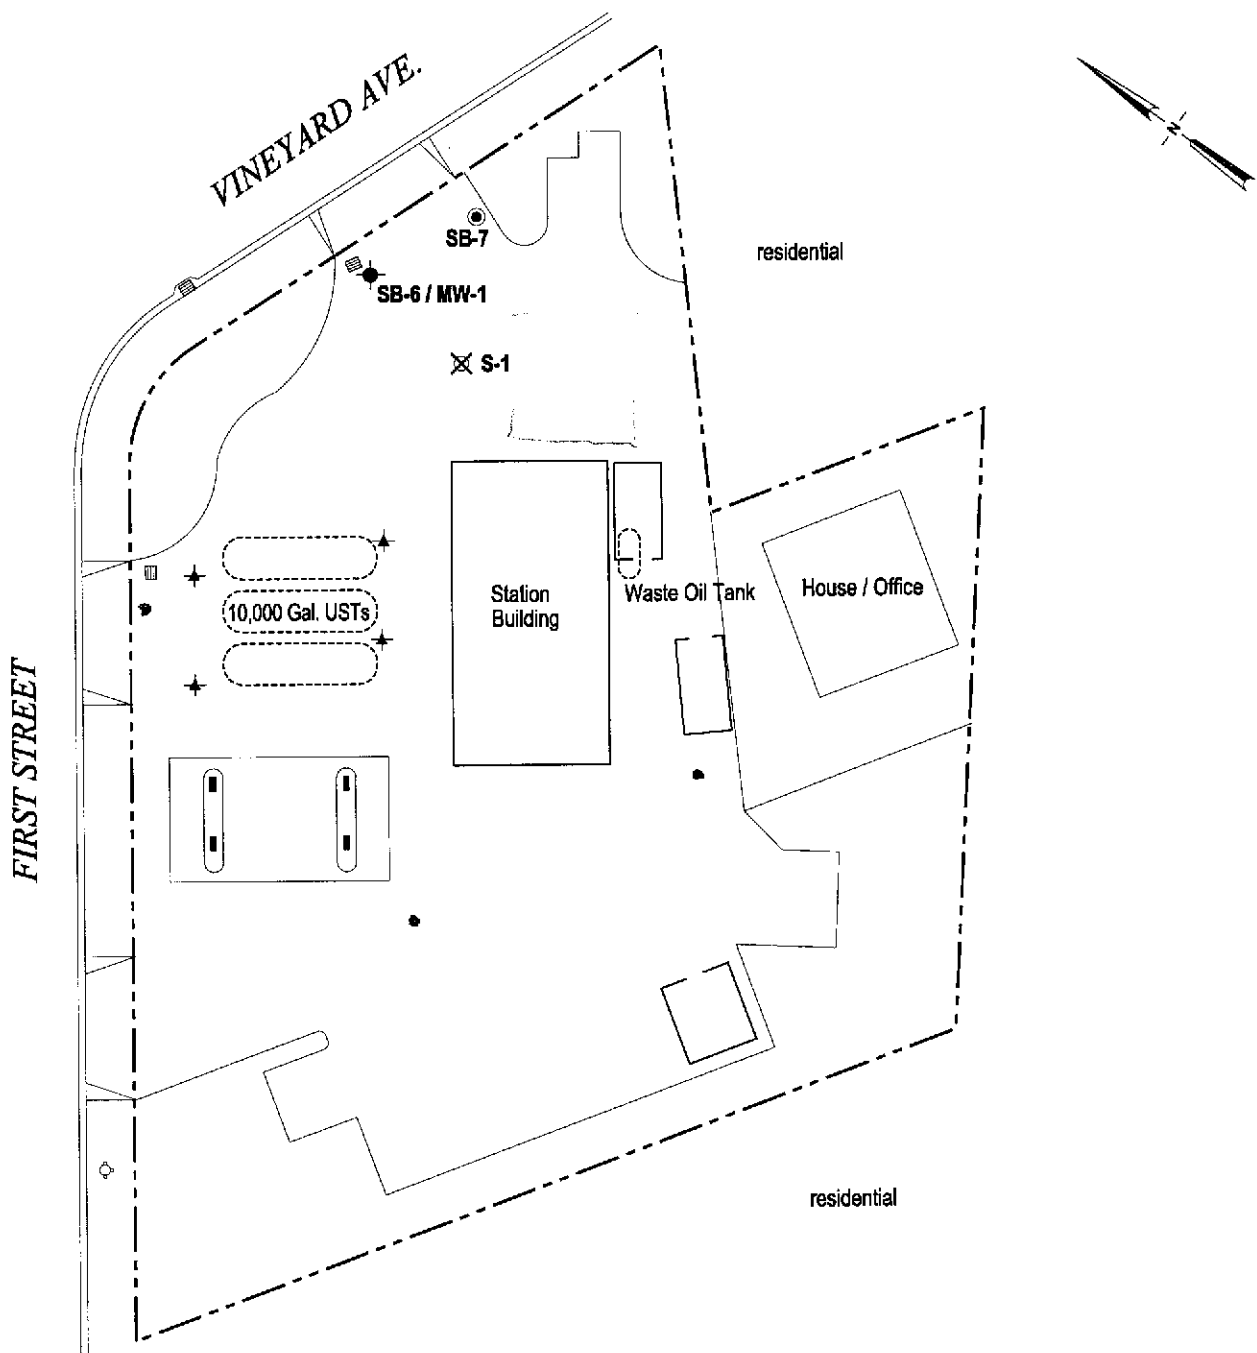 VINEYARD AVE.
N
SB-7
residential
SB-6 / MW-1
S-1
Station
Building
Waste Oil Tank
House / Office
10,000 Gal. USTs
FIRST STREET
residential